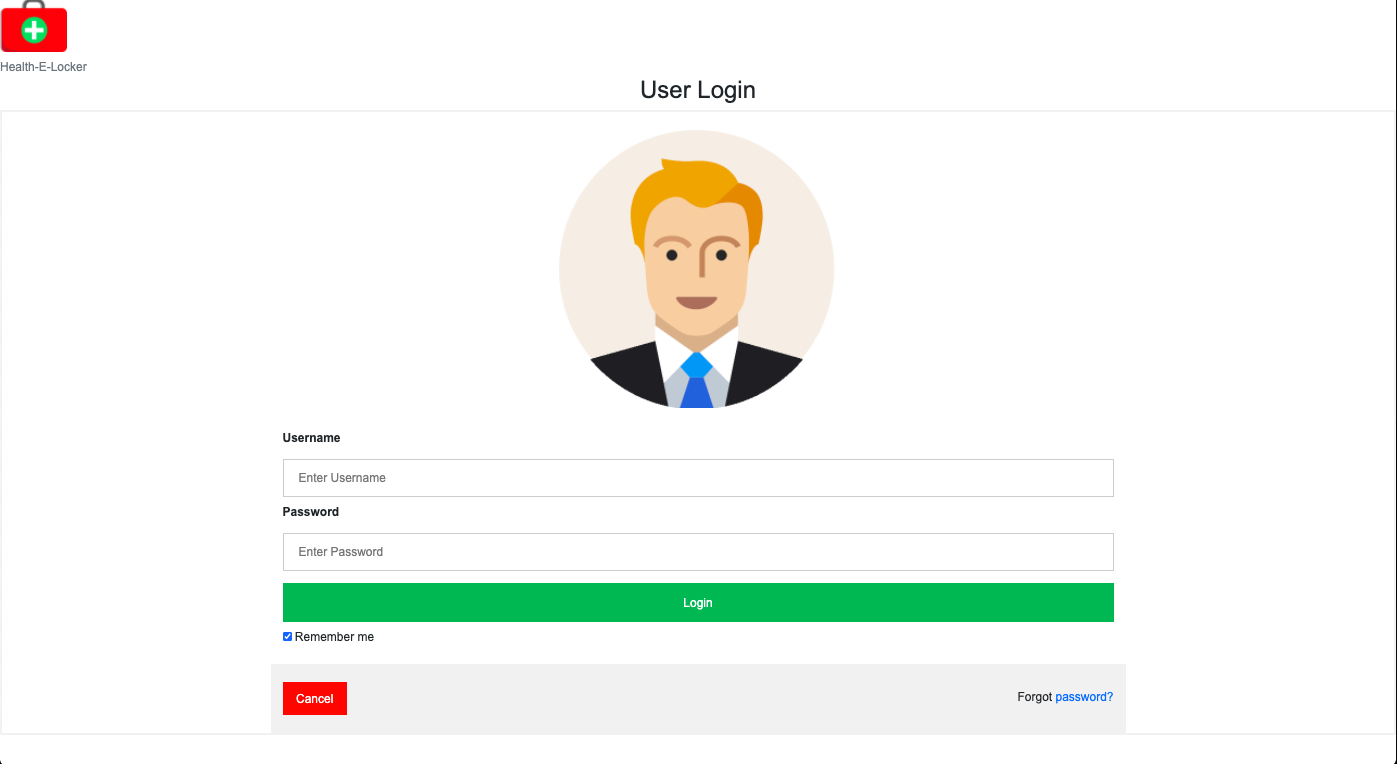 Health-E-Locker
User Login
Username
Enter Username
Password
Enter Password
Login
Remember me
Cancel
Forgot password?